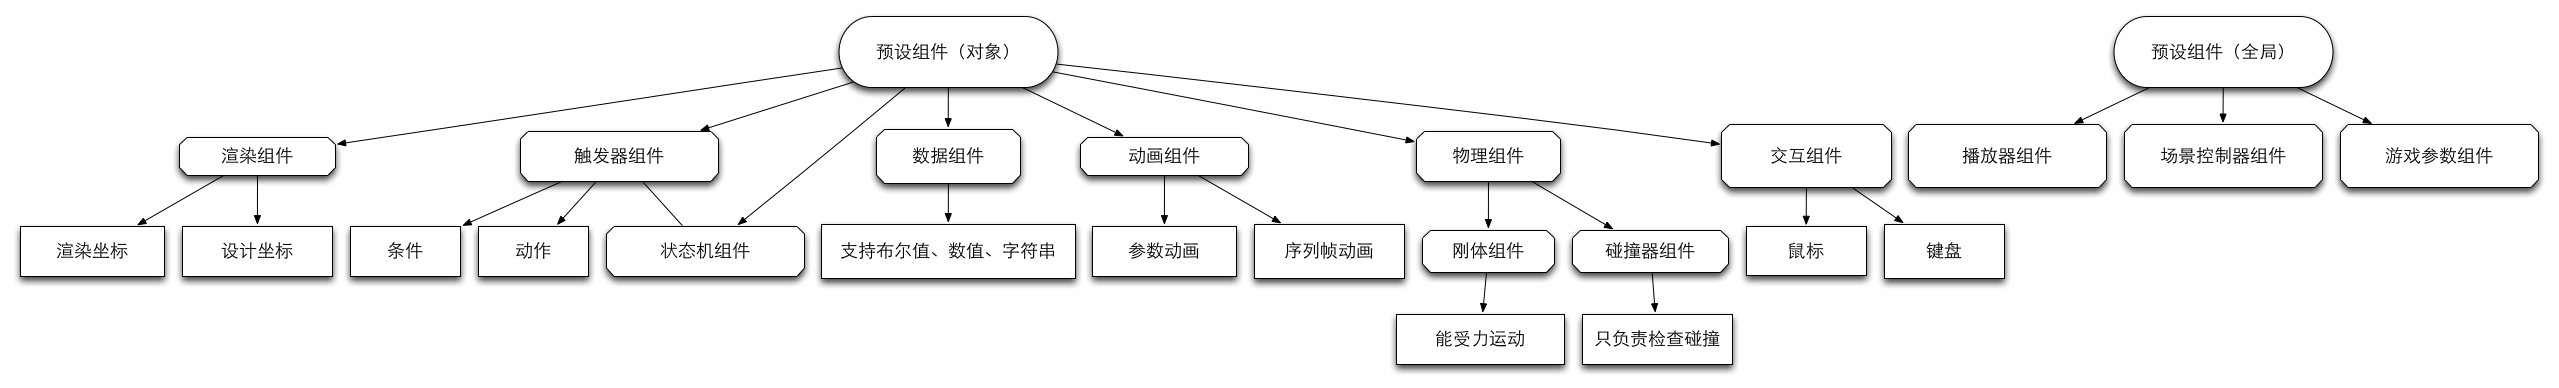 预设组件（对象）
预设组件（全局）
渲染组件
触发器组件
数据组件
动画组件
物理组件
交互组件
播放器组件
场景控制器组件
游戏参数组件
渲染坐标
设计坐标
条件
动作
状态机组件
支持布尔值、数值、字符串
参数动画
序列帧动画
刚体组件
碰撞器组件
鼠标
键盘
能受力运动
只负责检查碰撞